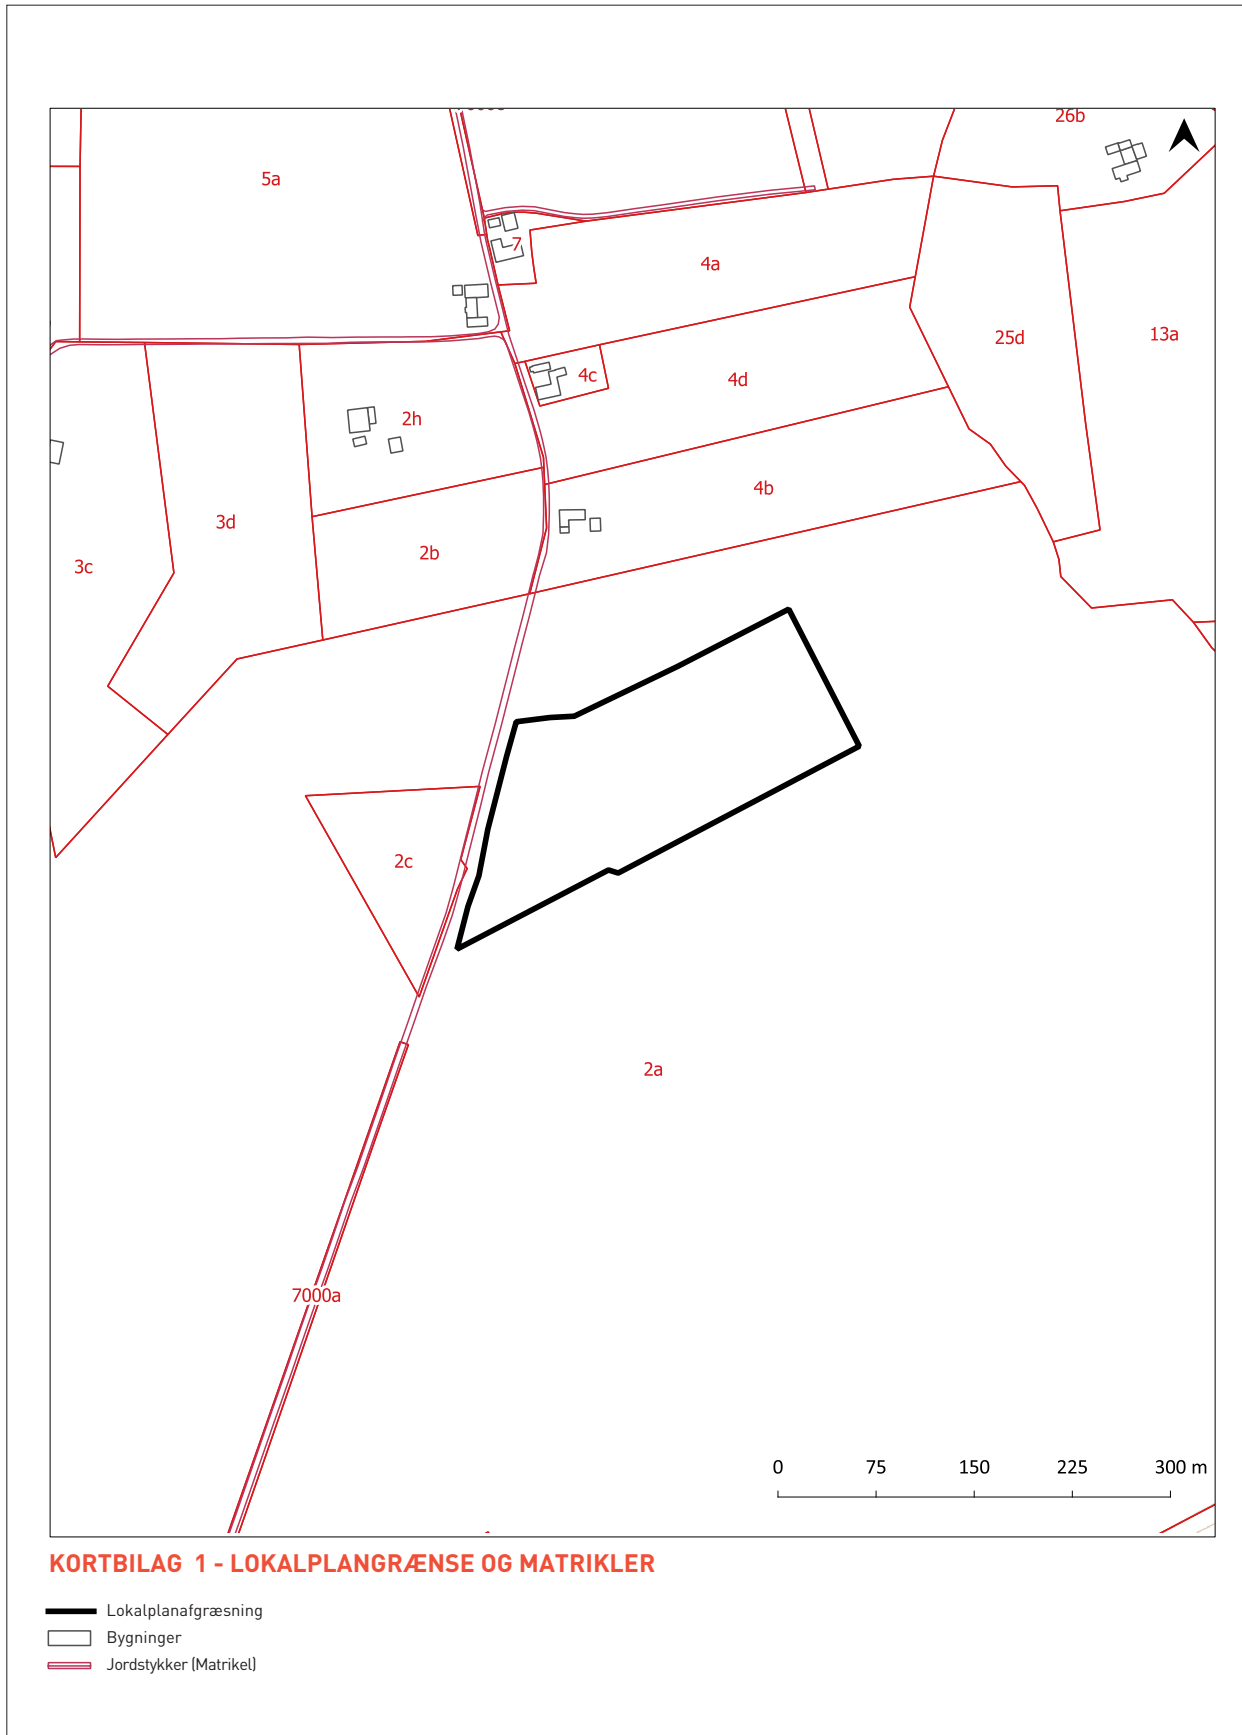 26b
5a
7
4a
25d
13a
4c
4d
2h
4b
3d
2b
3c
2c
2a
7000a
0 75 150 225 300 m
KORTBILAG 1 - LOKALPLANGRÆNSE OG MATRIKLER
Lokalplanafgræsning
Bygninger
Jordstykker (Matrikel)